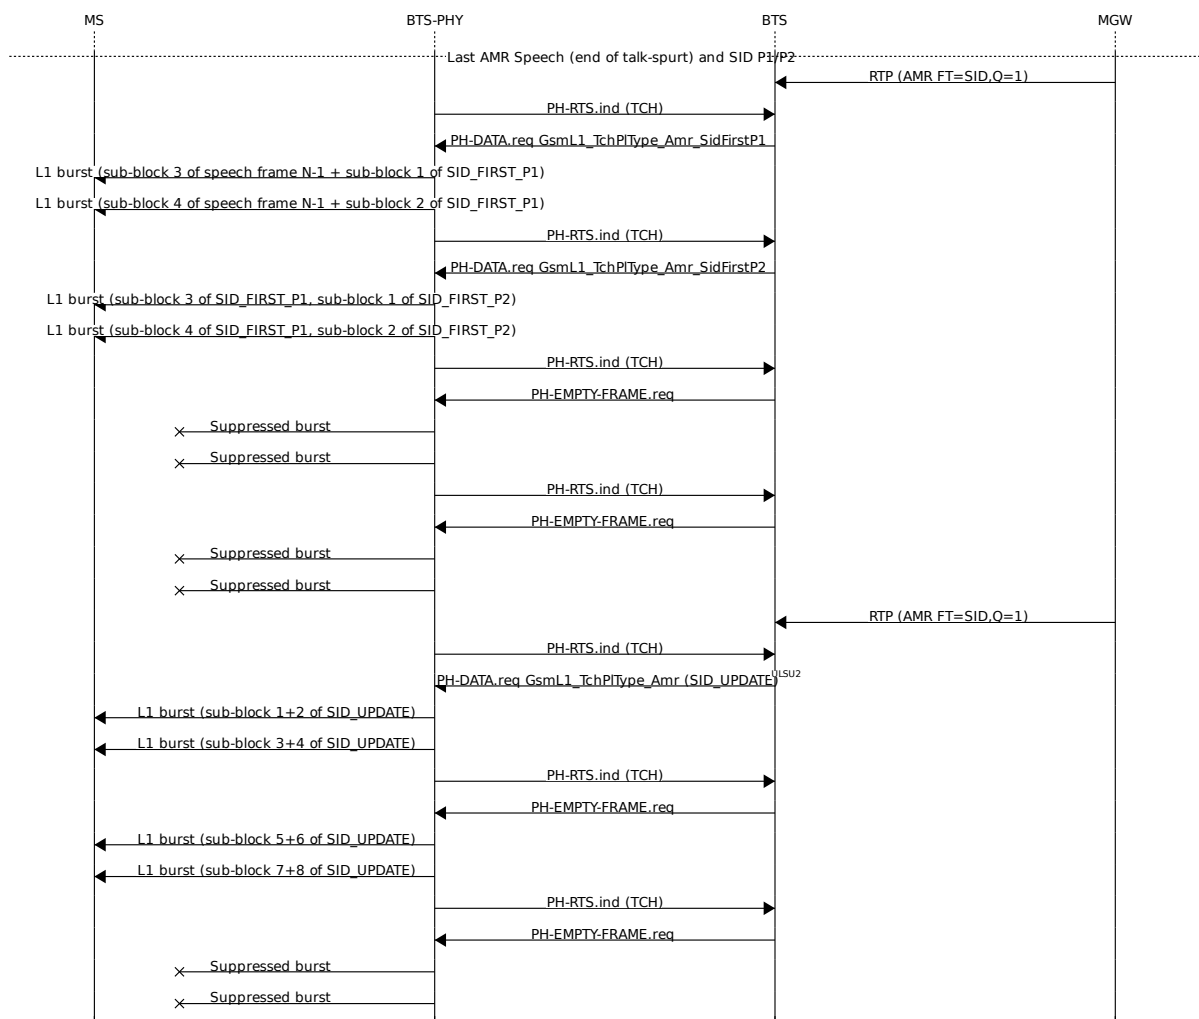 MS BTS-PHY BTS MGW
Last AMR Speech (end of talk-spurt) and SID P1/P2
RTP (AMR FT=SID,Q=1)
PH-RTS.ind (TCH)
PH-DATA.req GsmL1_TchPlType_Amr_SidFirstP1
L1 burst (sub-block 3 of speech frame N-1 + sub-block 1 of SID_FIRST_P1)
L1 burst (sub-block 4 of speech frame N-1 + sub-block 2 of SID_FIRST_P1)
PH-RTS.ind (TCH)
PH-DATA.req GsmL1_TchPlType_Amr_SidFirstP2
L1 burst (sub-block 3 of SID_FIRST_P1, sub-block 1 of SID_FIRST_P2)
L1 burst (sub-block 4 of SID_FIRST_P1, sub-block 2 of SID_FIRST_P2)
PH-RTS.ind (TCH)
PH-EMPTY-FRAME.req
Suppressed burst
Suppressed burst
PH-RTS.ind (TCH)
PH-EMPTY-FRAME.req
Suppressed burst
Suppressed burst
RTP (AMR FT=SID,Q=1)
PH-RTS.ind (TCH)
PH-DATA.req GsmL1_TchPlType_Amr (SID_UPDATE) ULSU2
L1 burst (sub-block 1+2 of SID_UPDATE)
L1 burst (sub-block 3+4 of SID_UPDATE)
PH-RTS.ind (TCH)
PH-EMPTY-FRAME.req
L1 burst (sub-block 5+6 of SID_UPDATE)
L1 burst (sub-block 7+8 of SID_UPDATE)
PH-RTS.ind (TCH)
PH-EMPTY-FRAME.req
Suppressed burst
Suppressed burst